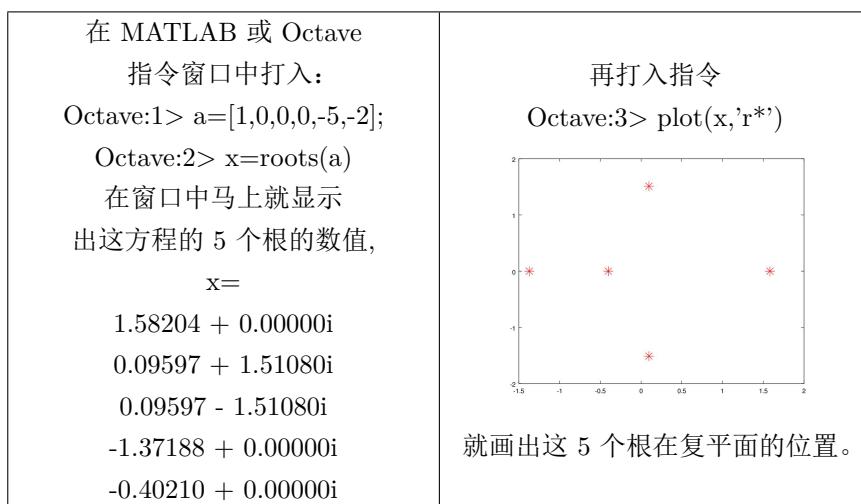 在 MATLAB 或 Octave
指令窗口中打入：
Octave:1> a=[1,0,0,0,-5,-2];
Octave:2> x=roots(a)
在窗口中马上就显示
出这方程的 5 个根的数值,
x=
1.58204 + 0.00000i
0.09597 + 1.51080i
0.09597 - 1.51080i
-1.37188 + 0.00000i
-0.40210 + 0.00000i
再打入指令
Octave:3> plot(x,’r*’)
2
1
0
-1
-2
-1.5 -1 -0.5 0 0.5 1 1.5 2
就画出这 5 个根在复平面的位置。